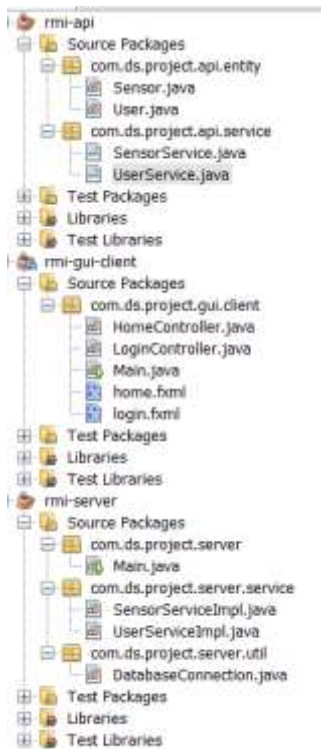 rmi-api
Source Packages
com.ds.project.api.entity
Sensor.java
User.java
com.ds.project.api.service
SensorService.java
UserService.java
Test Packages
Libraries
Test Libraries
rmi-gui-client
Source Packages
com.ds.project.gui.client
HomeController.java
LoginController.java
Main.java
home.fxml
login.fxml
Test Packages
Libraries
Test Libraries
rmi-server
Source Packages
com.ds.project.server
Main.java
com.ds.project.server.service
SensorServiceImpl.java
UserServiceImpl.java
com.ds.project.server.util
DatabaseConnection.java
Test Packages
Libraries
Test Libraries